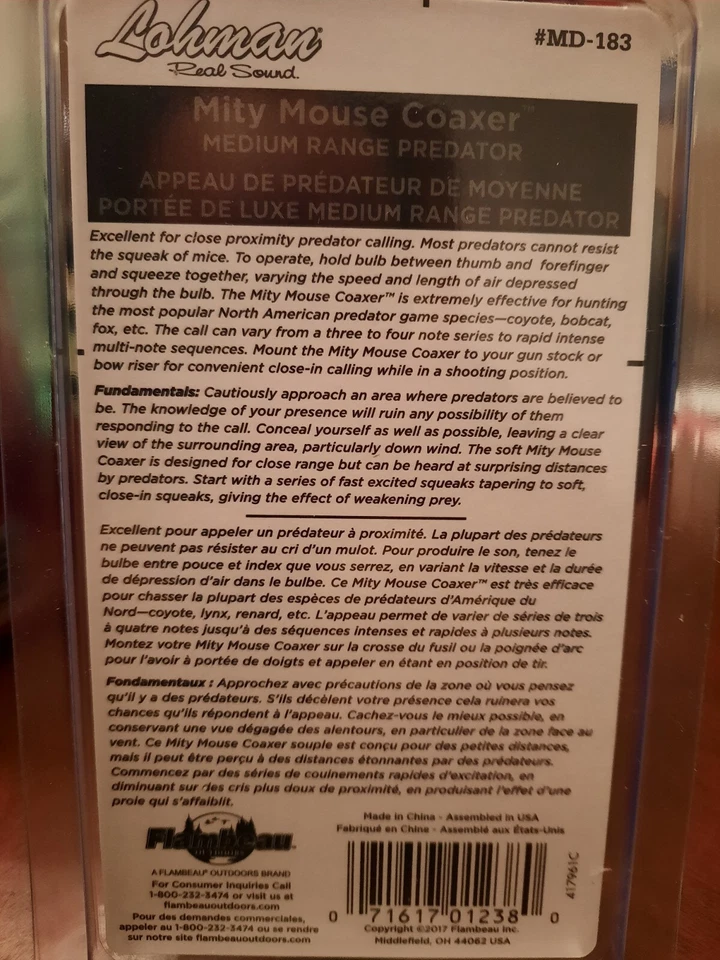 Lohman
Real Sound.
#MD-183
Mity Mouse Coaxer™
MEDIUM RANGE PREDATOR
APPEAU DE PRÉDATEUR DE MOYENNE
PORTÉE DE LUXE MEDIUM RANGE PREDATOR
Excellent for close proximity predator calling. Most predators cannot resist
the squeak of mice. To operate, hold bulb between thumb and forefinger
and squeeze together, varying the speed and length of air depressed
through the bulb. The Mity Mouse Coaxer™ is extremely effective for hunting
the most popular North American predator game species—coyote, bobcat,
fox, etc. The call can vary from a three to four note series to rapid intense
multi-note sequences. Mount the Mity Mouse Coaxer to your gun stock or
bow riser for convenient close-in calling while in a shooting position.
Fundamentals: Cautiously approach an area where predators are believed to
be. The knowledge of your presence will ruin any possibility of them
responding to the call. Conceal yourself as well as possible, leaving a clear
view of the surrounding area, particularly down wind. The soft Mity Mouse
Coaxer is designed for close range but can be heard at surprising distances
by predators. Start with a series of fast excited squeaks tapering to soft,
close-in squeaks, giving the effect of weakening prey.
Excellent pour appeler un prédateur à proximité. La plupart des prédateurs
ne peuvent pas résister au cri d'un mulot. Pour produire le son, tenez le
bulbe entre pouce et index que vous serrez, en variant la vitesse et la durée
de dépression d'air dans le bulbe. Ce Mity Mouse Coaxer™ est très efficace
pour chasser la plupart des espèces de prédateurs d'Amérique du
Nord—coyote, lynx, renard, etc. L'appeau permet de varier de séries de trois
à quatre notes jusqu'à des séquences intenses et rapides à plusieurs notes.
Montez votre Mity Mouse Coaxer sur la crosse du fusil ou la poignée d'arc
pour l'avoir à portée de doigts et appeler en étant en position de tir.
Fondamentaux : Approchez avec précautions de la zone où vous pensez
qu'il y a des prédateurs. S'ils décèlent votre présence cela ruinera vos
chances qu'ils répondent à l'appeau. Cachez-vous le mieux possible, en
conservant une vue dégagée des alentours, en particulier de la zone face au
vent. Ce Mity Mouse Coaxer souple est conçu pour des petites distances,
mais il peut être perçu à des distances étonnantes par des prédateurs.
Commencez par des séries de couinements rapides d'excitation, en
diminuant sur des cris plus doux de proximité, en produisant l'effet d'une
proie qui s'affaiblit.
Flambeau
OUTDOORS
A FLAMBEAU® OUTDOORS BRAND
For Consumer Inquiries Call
1-800-232-3474 or visit us at
flambeauoutdoors.com
Pour des demandes commerciales,
appeler au 1-800-232-3474 ou se rendre
sur notre site flambeauoutdoors.com
Made in China - Assembled in USA
Fabriqué en Chine - Assemblé aux États-Unis
0 71617 01238 0
417961C
Copyright ©2017 Flambeau Inc.
Middlefield, OH 44062 USA